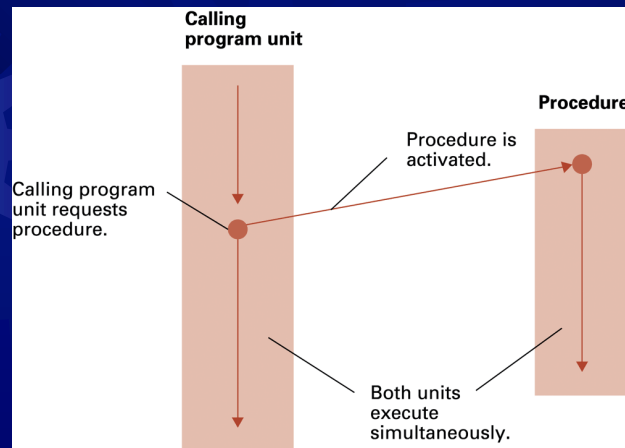 Calling
program unit
Procedure
Procedure is
activated.
Calling program
unit requests
procedure.
Both units
execute
simultaneously.